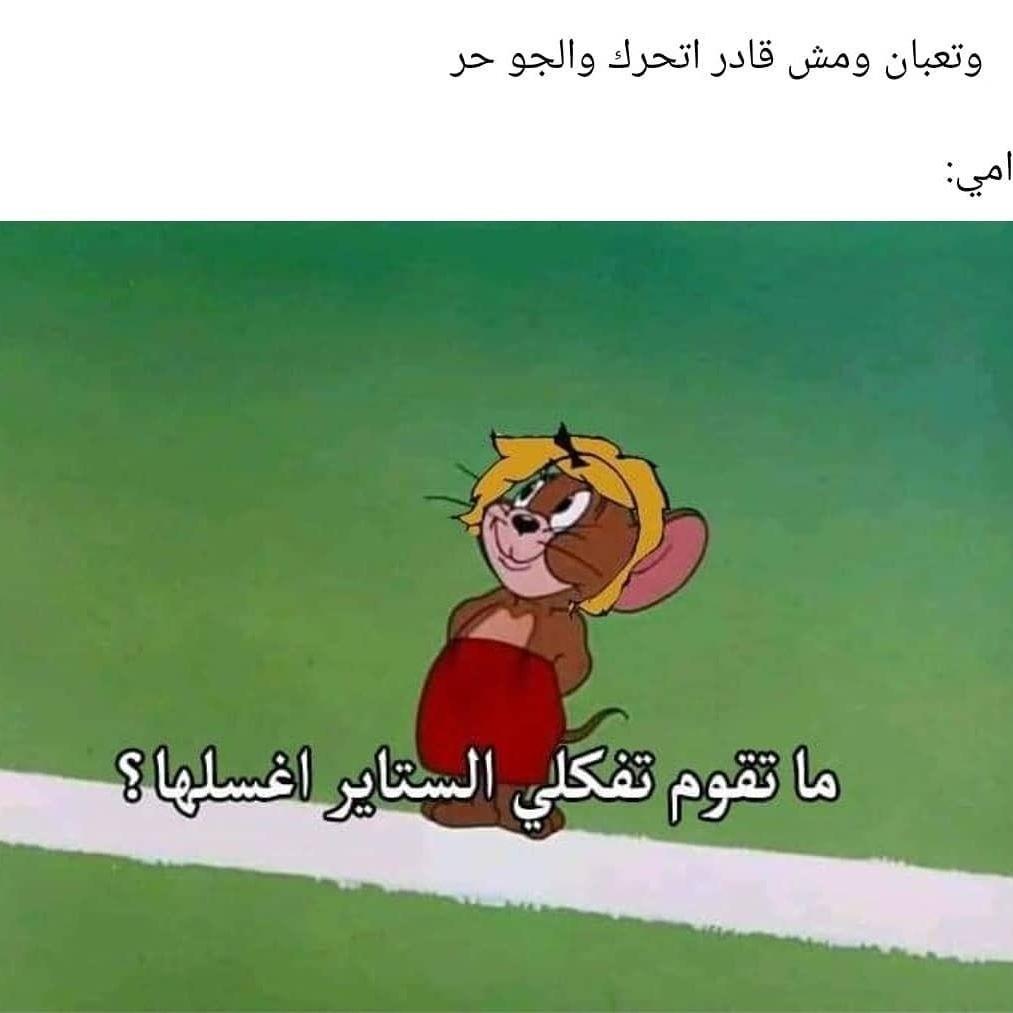 وتعبان ومش قادر اتحرك والجو حر
امي:
ما تقوم تفكلي الستاير اغسلها؟